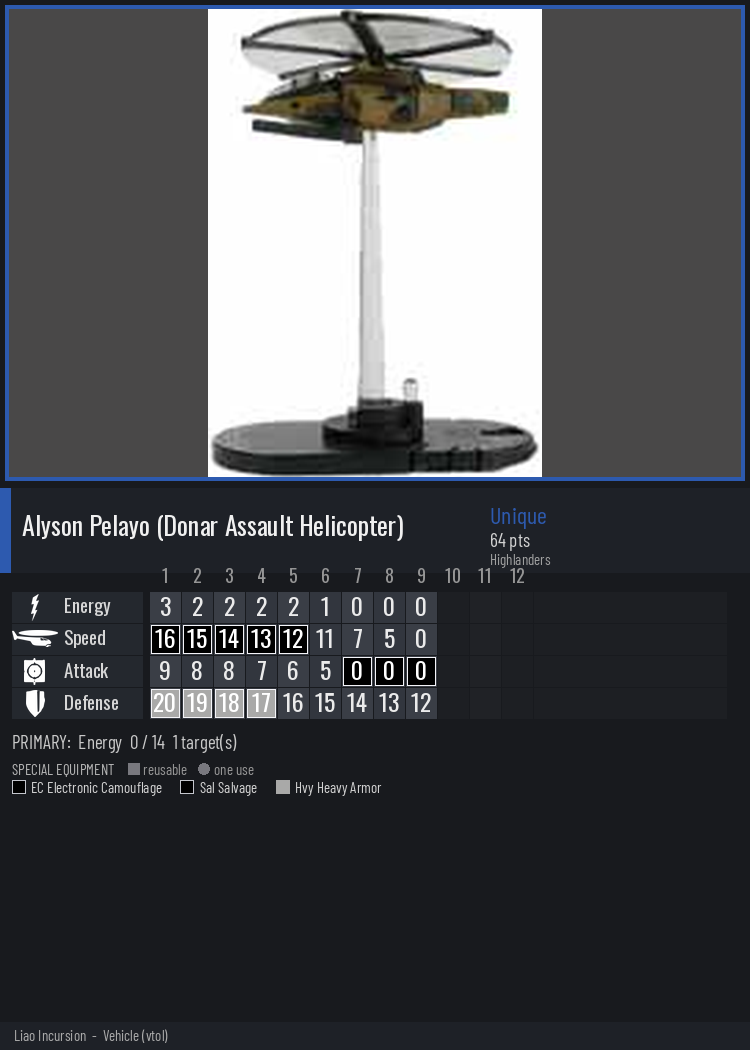 Alyson Pelayo (Donar Assault Helicopter)
Unique
64 pts
Highlanders
1 2 3 4 5 6 7 8 9 10 11 12
Energy 3 2 2 2 2 1 0 0 0
Speed 16 15 14 13 12 11 7 5 0
Attack 9 8 8 7 6 5 0 0 0
Defense 20 19 18 17 16 15 14 13 12
PRIMARY: Energy 0 / 14 1 target(s)
SPECIAL EQUIPMENT reusable one use
EC Electronic Camouflage Sal Salvage Hvy Heavy Armor
Liao Incursion - Vehicle (vtol)